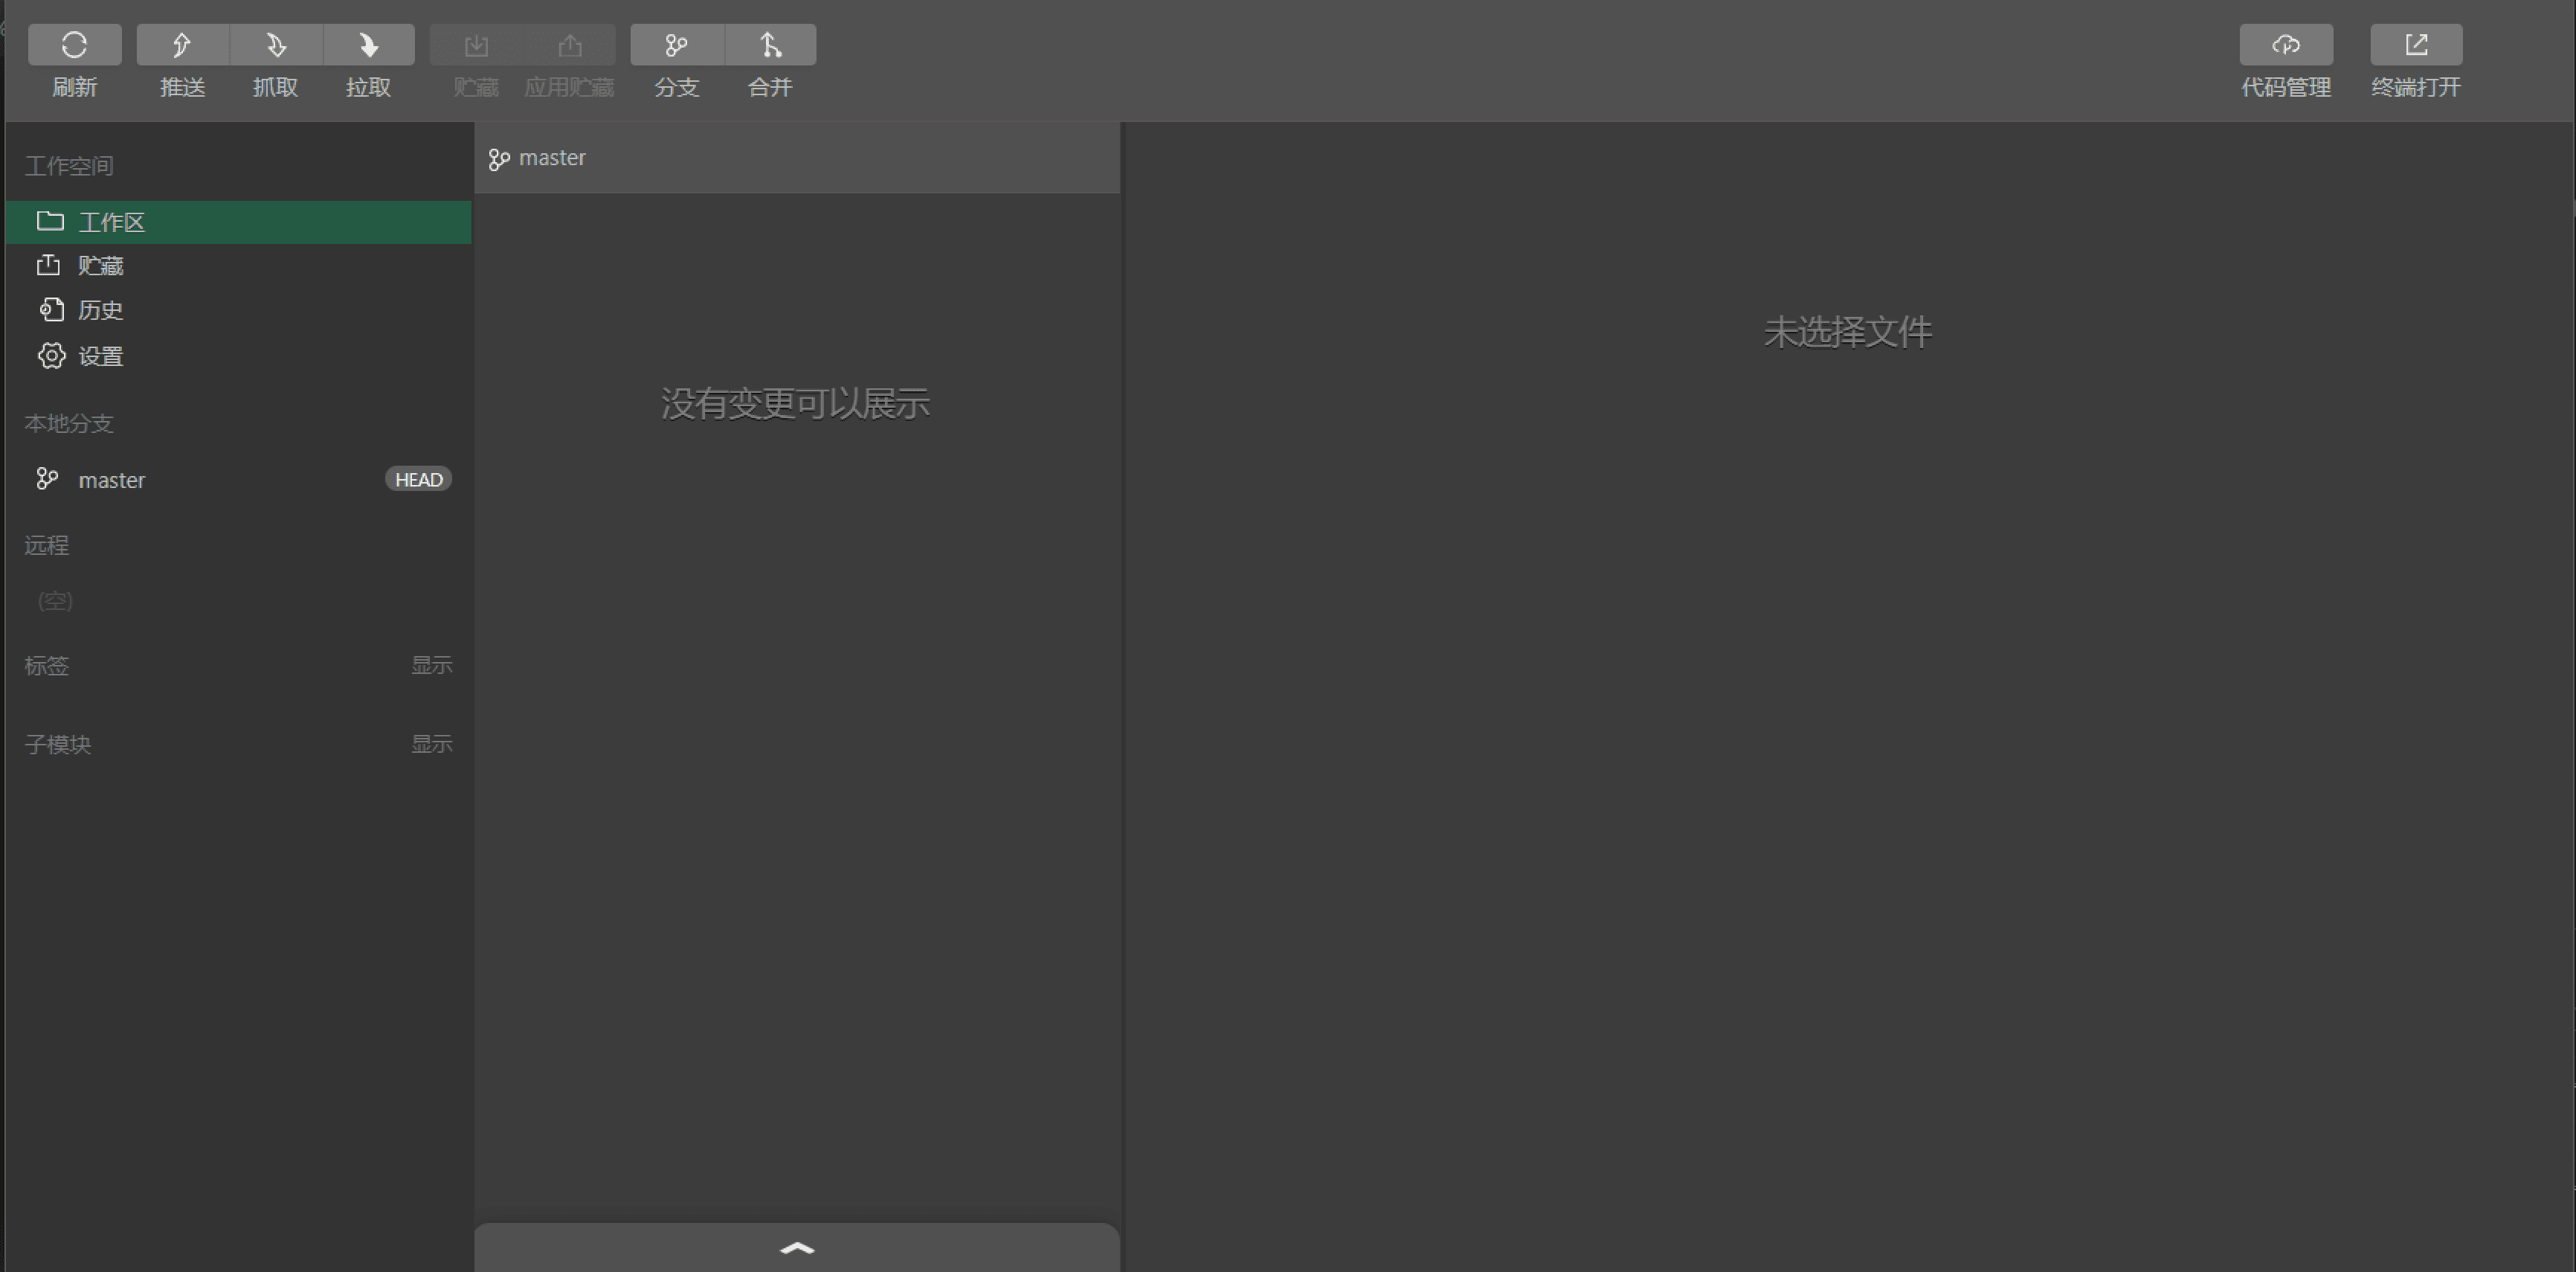 刷新 推送 抓取 拉取 贮藏 应用贮藏 分支 合并 代码管理 终端打开
工作空间
工作区
贮藏
历史
设置
本地分支
master HEAD
远程
(空)
标签 显示
子模块 显示
master
没有变更可以展示
未选择文件